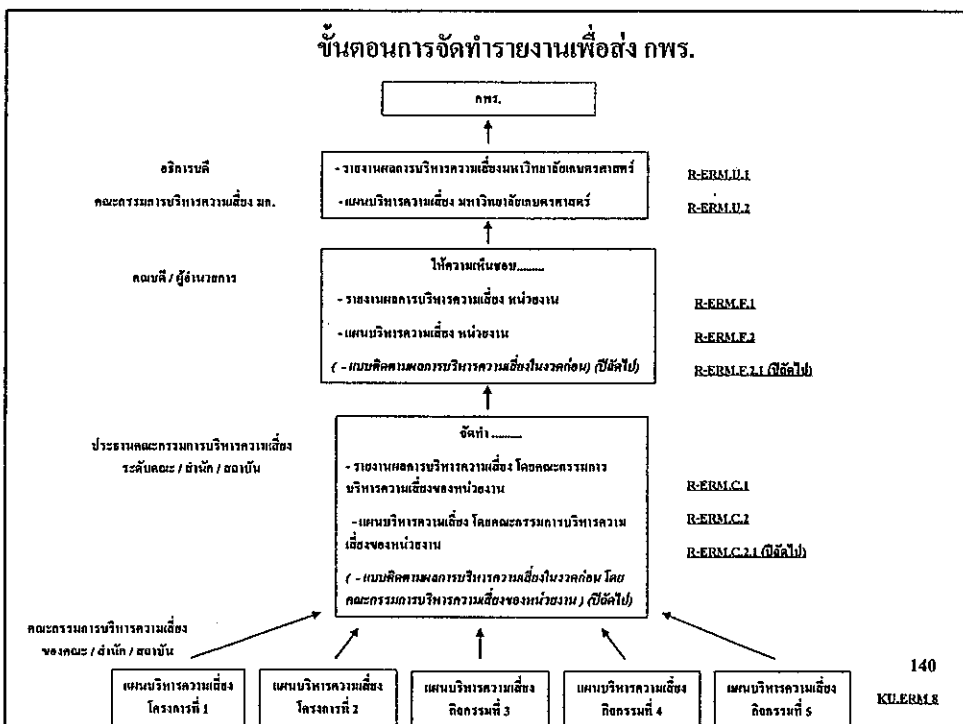 ขั้นตอนการจัดทำรายงานเพื่อส่ง กพร.
กพร.
อธิการบดี
คณะกรรมการบริหารความเสี่ยง มก.
- รายงานผลการบริหารความเสี่ยงมหาวิทยาลัยเกษตรศาสตร์
- แผนบริหารความเสี่ยง มหาวิทยาลัยเกษตรศาสตร์
R-ERM.U.1
R-ERM.U.2
คณบดี / ผู้อำนวยการ
ให้ความเห็นชอบ.........
- รายงานผลการบริหารความเสี่ยง หน่วยงาน
- แผนบริหารความเสี่ยง หน่วยงาน
( - แบบติดตามผลการบริหารความเสี่ยงในงวดก่อน) (ปีถัดไป)
R-ERM.F.1
R-ERM.F.2
R-ERM.F.2.1 (ปีถัดไป)
ประธานคณะกรรมการบริหารความเสี่ยง
ระดับคณะ / สำนัก / สถาบัน
จัดทำ.........
- รายงานผลการบริหารความเสี่ยง โดยคณะกรรมการ
บริหารความเสี่ยงของหน่วยงาน
- แผนบริหารความเสี่ยง โดยคณะกรรมการบริหารความ
เสี่ยงของหน่วยงาน
( - แบบติดตามผลการบริหารความเสี่ยงในงวดก่อน โดย
คณะกรรมการบริหารความเสี่ยงของหน่วยงาน ) (ปีถัดไป)
R-ERM.C.1
R-ERM.C.2
R-ERM.C.2.1 (ปีถัดไป)
คณะกรรมการบริหารความเสี่ยง
ของคณะ / สำนัก / สถาบัน
แผนบริหารความเสี่ยง
โครงการที่ 1
แผนบริหารความเสี่ยง
โครงการที่ 2
แผนบริหารความเสี่ยง
กิจกรรมที่ 3
แผนบริหารความเสี่ยง
กิจกรรมที่ 4
แผนบริหารความเสี่ยง
กิจกรรมที่ 5
140
KU.ERM 8